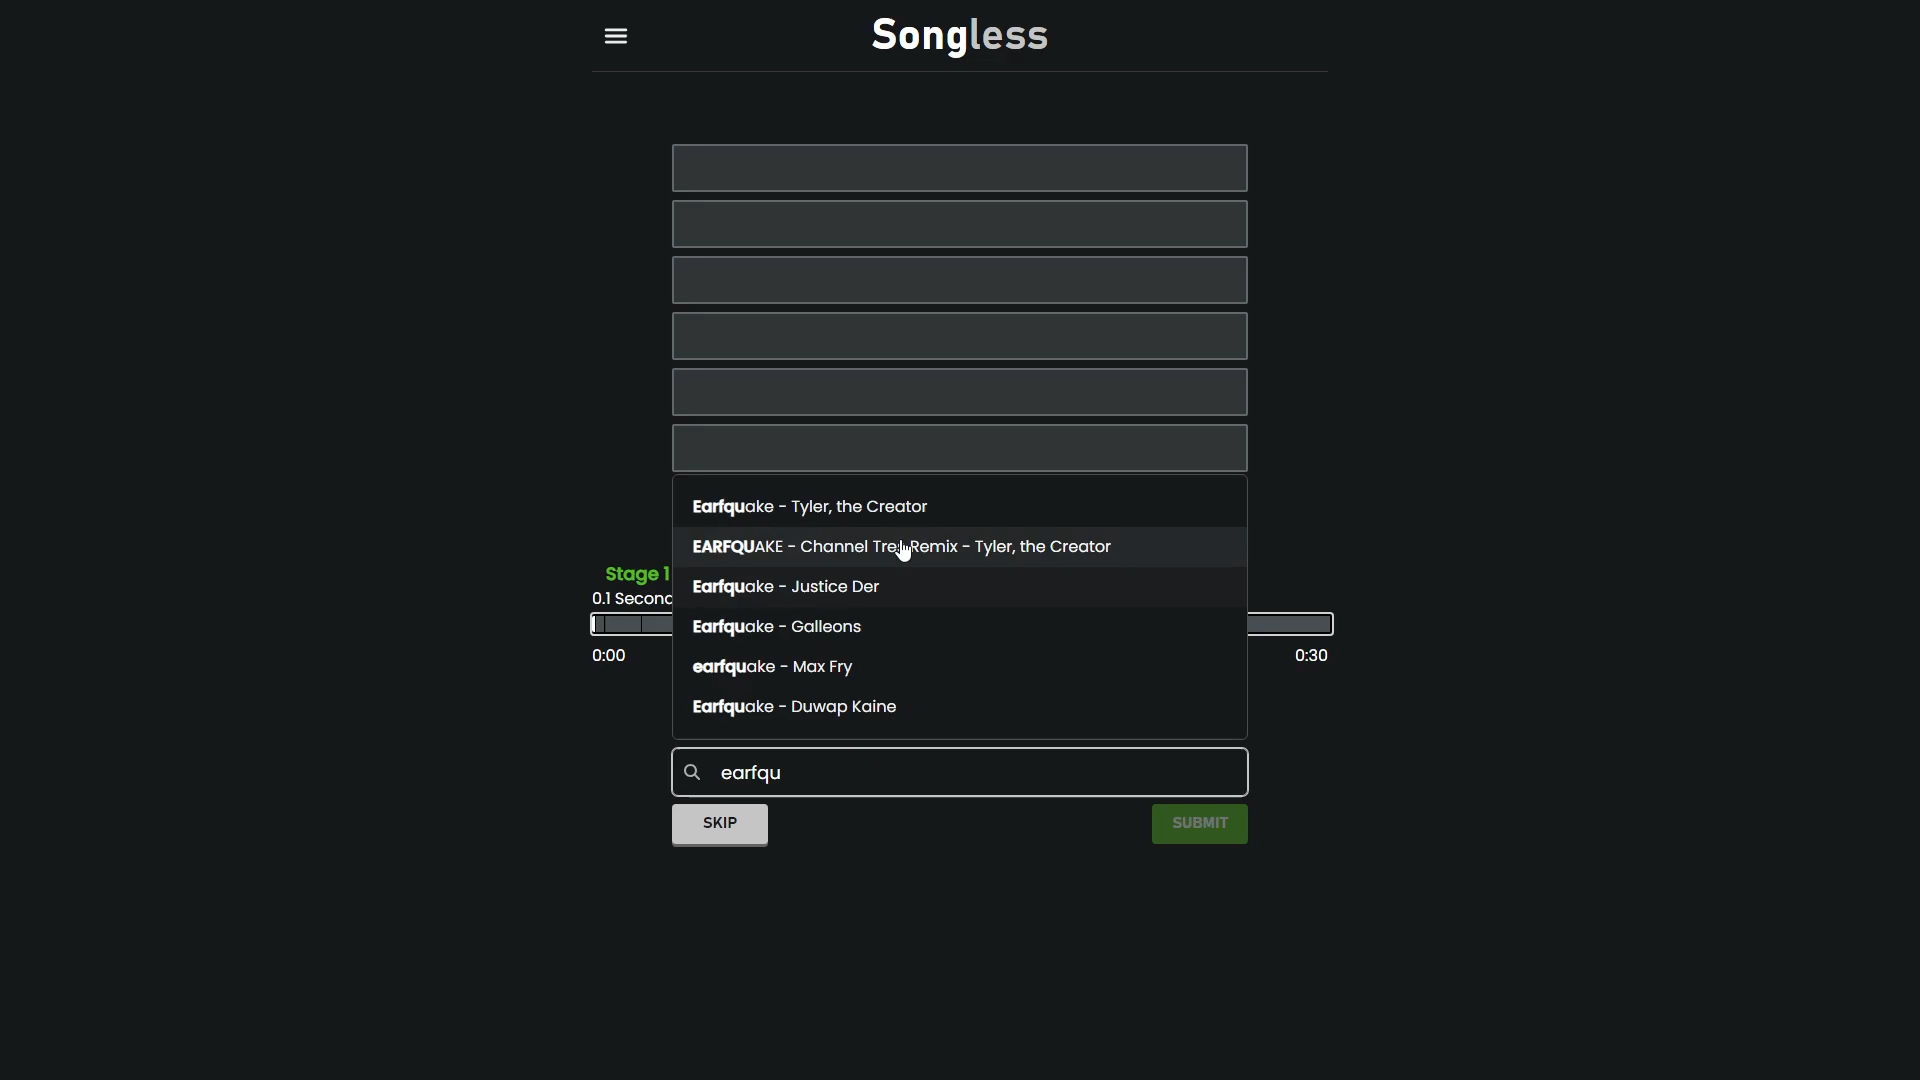 Songless
Earfquake - Tyler, the Creator
EARFQUAKE - Channel Tres Remix - Tyler, the Creator
Stage 1
Earfquake - Justice Der
0.1 Second
Earfquake - Galleons
0:00
0:30
earfquake - Max Fry
Earfquake - Duwap Kaine
earfqu
SKIP
SUBMIT